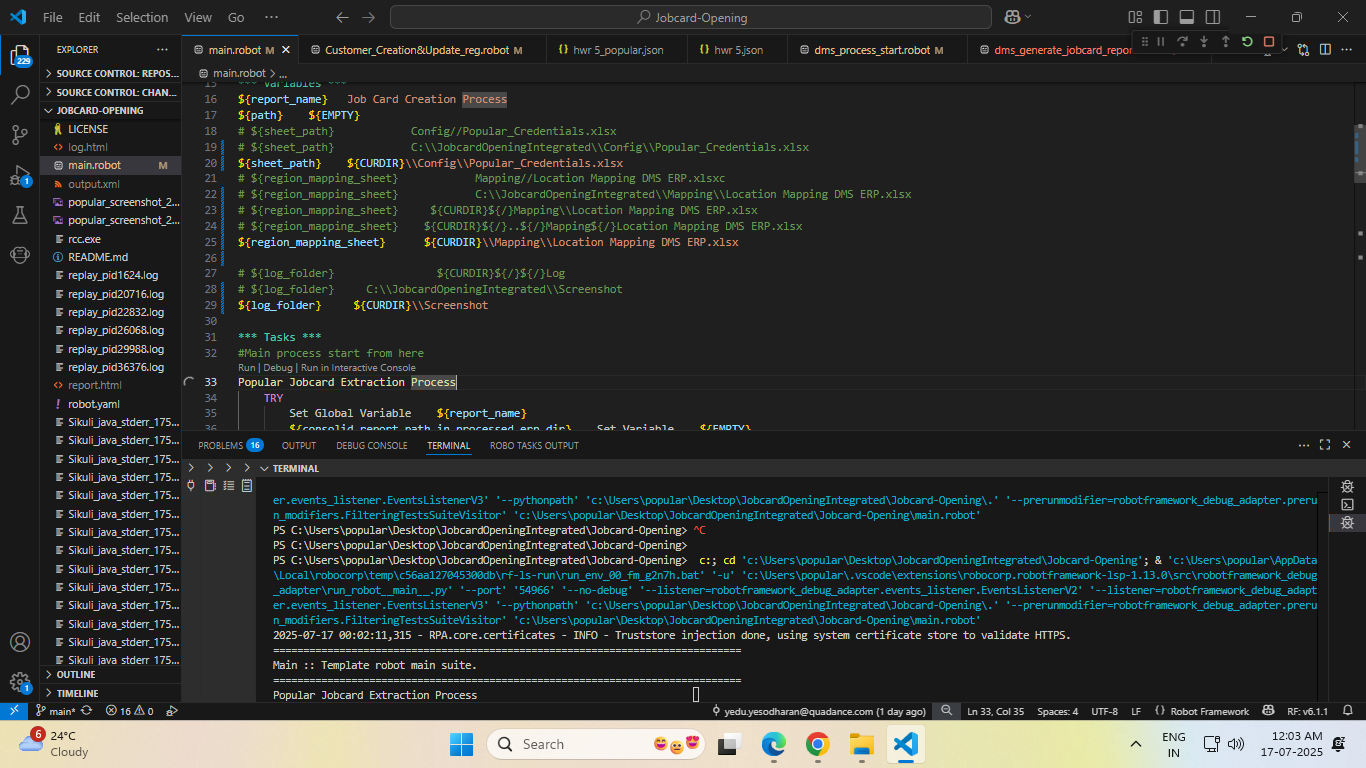 File Edit Selection View Go ···
Jobcard-Opening
EXPLORER
main.robot M
Customer_Creation&Update_reg.robot M
hwr 5_popular.json
hwr 5.json
dms_process_start.robot M
dms_generate_jobcard_repor
229
SOURCE CONTROL: REPOS...
SOURCE CONTROL: CHAN...
JOBCARD-OPENING
LICENSE
log.html
main.robot M
output.xml
popular_screenshot_2...
popular_screenshot_2...
rcc.exe
README.md
replay_pid1624.log
replay_pid20716.log
replay_pid22832.log
replay_pid26068.log
replay_pid29988.log
replay_pid36376.log
report.html
robot.yaml
Sikuli_java_stderr_175...
Sikuli_java_stderr_175...
Sikuli_java_stderr_175...
Sikuli_java_stderr_175...
Sikuli_java_stderr_175...
Sikuli_java_stderr_175...
Sikuli_java_stderr_175...
Sikuli_java_stderr_175...
Sikuli_java_stderr_175...
Sikuli_java_stderr_175...
Sikuli_java_stderr_175...
Sikuli_java_stderr_175...
Sikuli_java_stderr_175...
Sikuli_java_stderr_175...
OUTLINE
TIMELINE
main.robot > ...
15 *** Variables ***
16 ${report_name} Job Card Creation Process
17 ${path} ${EMPTY}
18 # ${sheet_path} Config//Popular_Credentials.xlsx
19 # ${sheet_path} C:\\JobcardOpeningIntegrated\\Config\\Popular_Credentials.xlsx
20 ${sheet_path} ${CURDIR}\\Config\\Popular_Credentials.xlsx
21 # ${region_mapping_sheet} Mapping//Location Mapping DMS ERP.xlsxc
22 # ${region_mapping_sheet} C:\\JobcardOpeningIntegrated\\Mapping\\Location Mapping DMS ERP.xlsx
23 # ${region_mapping_sheet} ${CURDIR}${/}Mapping\\Location Mapping DMS ERP.xlsx
24 # ${region_mapping_sheet} ${CURDIR}${/}..${/}Mapping${/}Location Mapping DMS ERP.xlsx
25 ${region_mapping_sheet} ${CURDIR}\\Mapping\\Location Mapping DMS ERP.xlsx
26
27 # ${log_folder} ${CURDIR}${/}${/}Log
28 # ${log_folder} C:\\JobcardOpeningIntegrated\\Screenshot
29 ${log_folder} ${CURDIR}\\Screenshot
30
31 *** Tasks ***
32 #Main process start from here
Run | Debug | Run in Interactive Console
33 Popular Jobcard Extraction Process
34 TRY
35 Set Global Variable ${report_name}
36 ${consolid_report_path_in_processed_erp_dir} Set Variable ${EMPTY}
PROBLEMS 16 OUTPUT DEBUG CONSOLE TERMINAL ROBO TASKS OUTPUT
TERMINAL
er.events_listener.EventsListenerV3' '--pythonpath' 'c:\Users\popular\Desktop\JobcardOpeningIntegrated\Jobcard-Opening\.' '--prerunmodifier=robotframework_debug_adapter.preru
n_modifiers.FilteringTestsSuiteVisitor' 'c:\Users\popular\Desktop\JobcardOpeningIntegrated\Jobcard-Opening\main.robot'
PS C:\Users\popular\Desktop\JobcardOpeningIntegrated\Jobcard-Opening> ^C
PS C:\Users\popular\Desktop\JobcardOpeningIntegrated\Jobcard-Opening>
PS C:\Users\popular\Desktop\JobcardOpeningIntegrated\Jobcard-Opening> c:; cd 'c:\Users\popular\Desktop\JobcardOpeningIntegrated\Jobcard-Opening'; & 'c:\Users\popular\AppData
\Local\robocorp\temp\c56aa127045300db\rf-ls-run\run_env_00_fm_g2n7h.bat' '-u' 'c:\Users\popular\.vscode\extensions\robocorp.robotframework-lsp-1.13.0\src\robotframework_debug
_adapter\run_robot__main__.py' '--port' '54966' '--no-debug' '--listener=robotframework_debug_adapter.events_listener.EventsListenerV2' '--listener=robotframework_debug_adapt
er.events_listener.EventsListenerV3' '--pythonpath' 'c:\Users\popular\Desktop\JobcardOpeningIntegrated\Jobcard-Opening\.' '--prerunmodifier=robotframework_debug_adapter.preru
n_modifiers.FilteringTestsSuiteVisitor' 'c:\Users\popular\Desktop\JobcardOpeningIntegrated\Jobcard-Opening\main.robot'
2025-07-17 00:02:11,315 - RPA.core.certificates - INFO - Truststore injection done, using system certificate store to validate HTTPS.
==============================================================================
Main :: Template robot main suite.
==============================================================================
Popular Jobcard Extraction Process
main* 16 0 yedu.yesodharan@quadance.com (1 day ago) Ln 33, Col 35 Spaces: 4 UTF-8 LF Robot Framework RF: v6.1.1
6 24°C
Cloudy
Search
ENG
IN
12:03 AM
17-07-2025